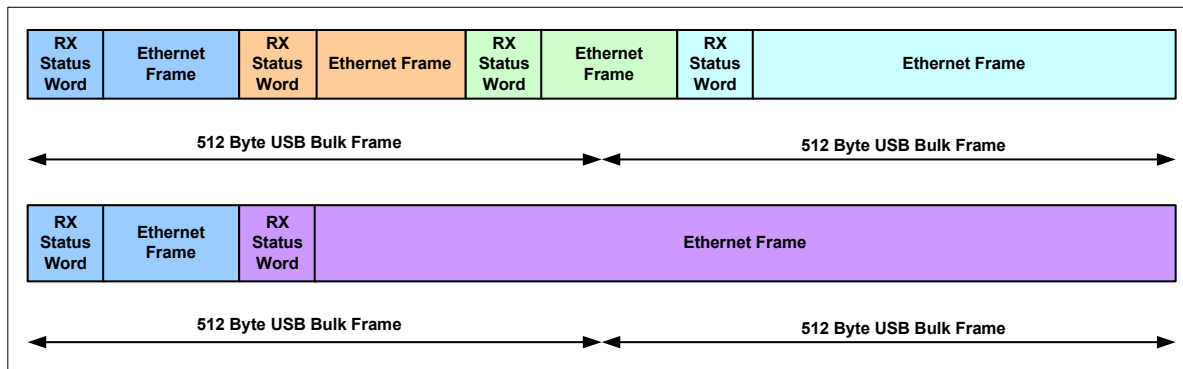 RX
Status
Word
Ethernet
Frame
RX
Status
Word
Ethernet Frame
RX
Status
Word
Ethernet
Frame
RX
Status
Word
Ethernet Frame
512 Byte USB Bulk Frame
512 Byte USB Bulk Frame
RX
Status
Word
Ethernet
Frame
RX
Status
Word
Ethernet Frame
512 Byte USB Bulk Frame
512 Byte USB Bulk Frame